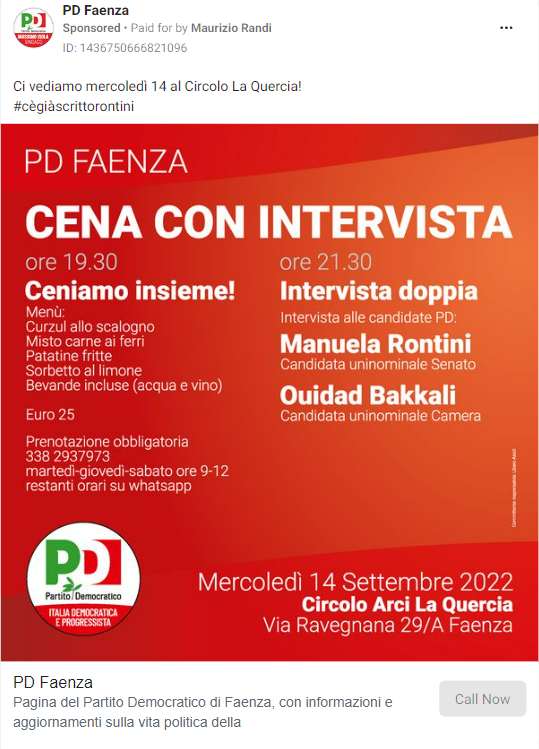 PD Faenza
Sponsored • Paid for by Maurizio Randi
ID: 1436750666821096
Ci vediamo mercoledì 14 al Circolo La Quercia!
#cègiàscrittorontini
PD FAENZA
CENA CON INTERVISTA
ore 19.30
Ceniamo insieme!
Menù:
Curzul allo scalogno
Misto carne ai ferri
Patatine fritte
Sorbetto al limone
Bevande incluse (acqua e vino)
Euro 25
Prenotazione obbligatoria
338 2937973
martedì-giovedì-sabato ore 9-12
restanti orari su whatsapp
ore 21.30
Intervista doppia
Intervista alle candidate PD:
Manuela Rontini
Candidata uninominale Senato
Ouidad Bakkali
Candidata uninominale Camera
Committente responsabile:
PD
Partito Democratico
ITALIA DEMOCRATICA
E PROGRESSISTA
Mercoledì 14 Settembre 2022
Circolo Arci La Quercia
Via Ravegnana 29/A Faenza
PD Faenza
Pagina del Partito Democratico di Faenza, con informazioni e
aggiornamenti sulla vita politica della
Call Now